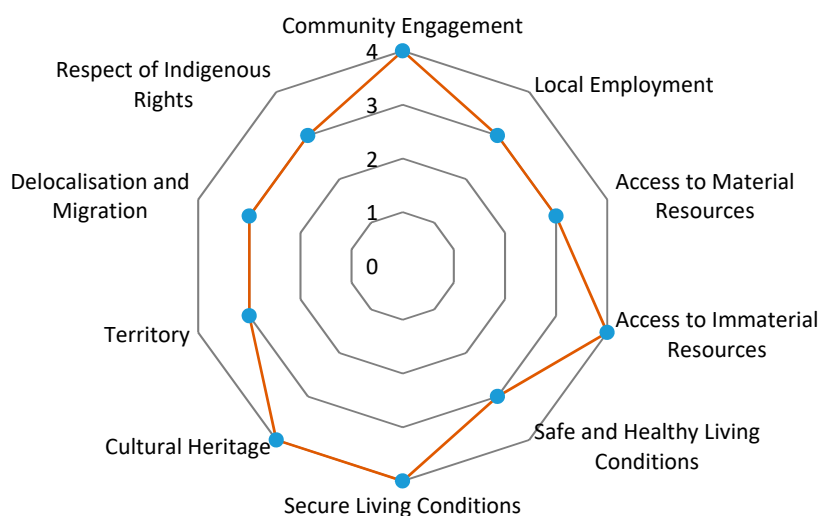 Community Engagement
4
Respect of Indigenous
Rights
Local Employment
3
2
Delocalisation and
Migration
Access to Material
Resources
1
0
Territory
Access to Immaterial
Resources
Cultural Heritage
Safe and Healthy Living
Conditions
Secure Living Conditions